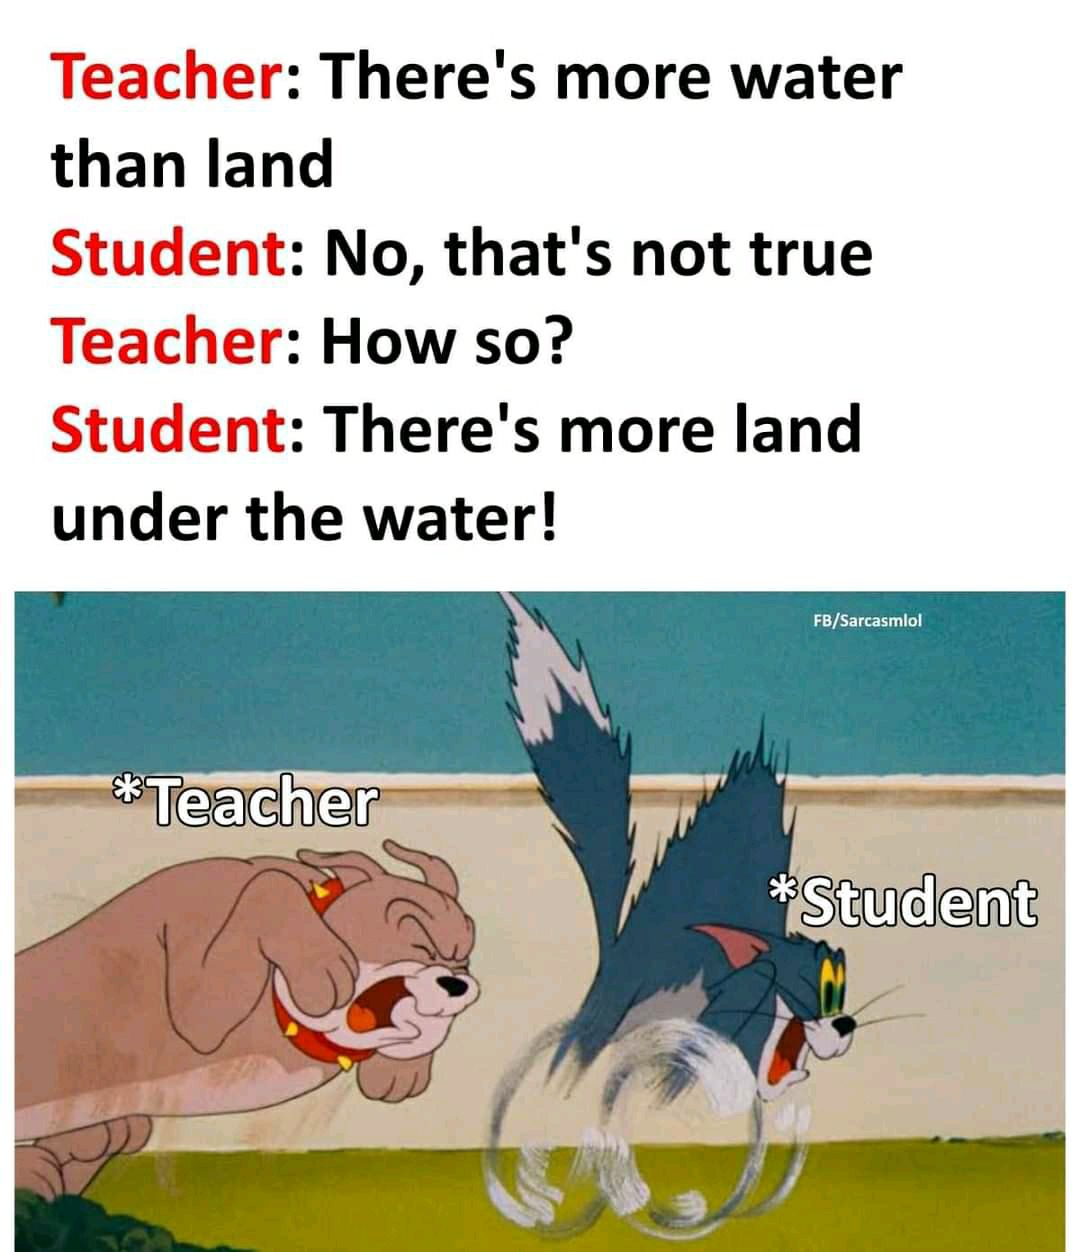 Teacher: There's more water
than land
Student: No, that's not true
Teacher: How so?
Student: There's more land
under the water!
FB/Sarcasmlol
*Teacher
*Student